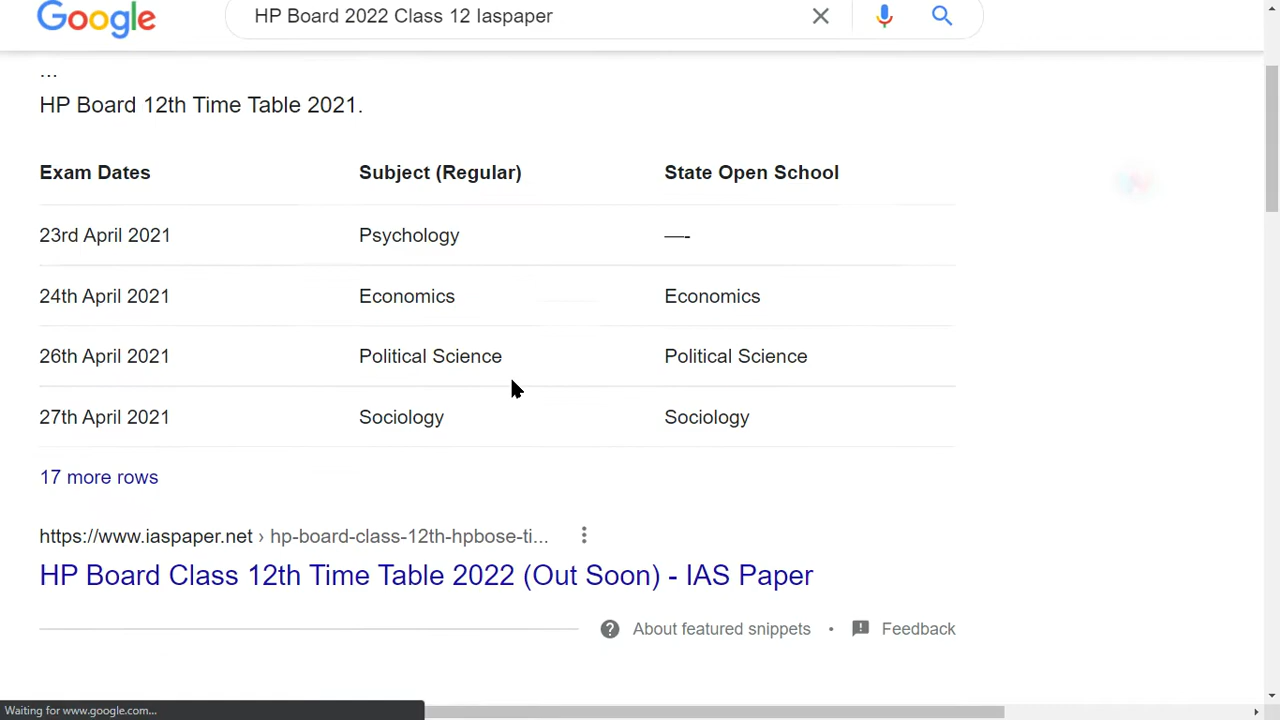 Google HP Board 2022 Class 12 Iaspaper
...
HP Board 12th Time Table 2021.
Exam Dates Subject (Regular) State Open School
23rd April 2021 Psychology —-
24th April 2021 Economics Economics
26th April 2021 Political Science Political Science
27th April 2021 Sociology Sociology
17 more rows
https://www.iaspaper.net › hp-board-class-12th-hpbose-ti...
HP Board Class 12th Time Table 2022 (Out Soon) - IAS Paper
About featured snippets • Feedback
Waiting for www.google.com...